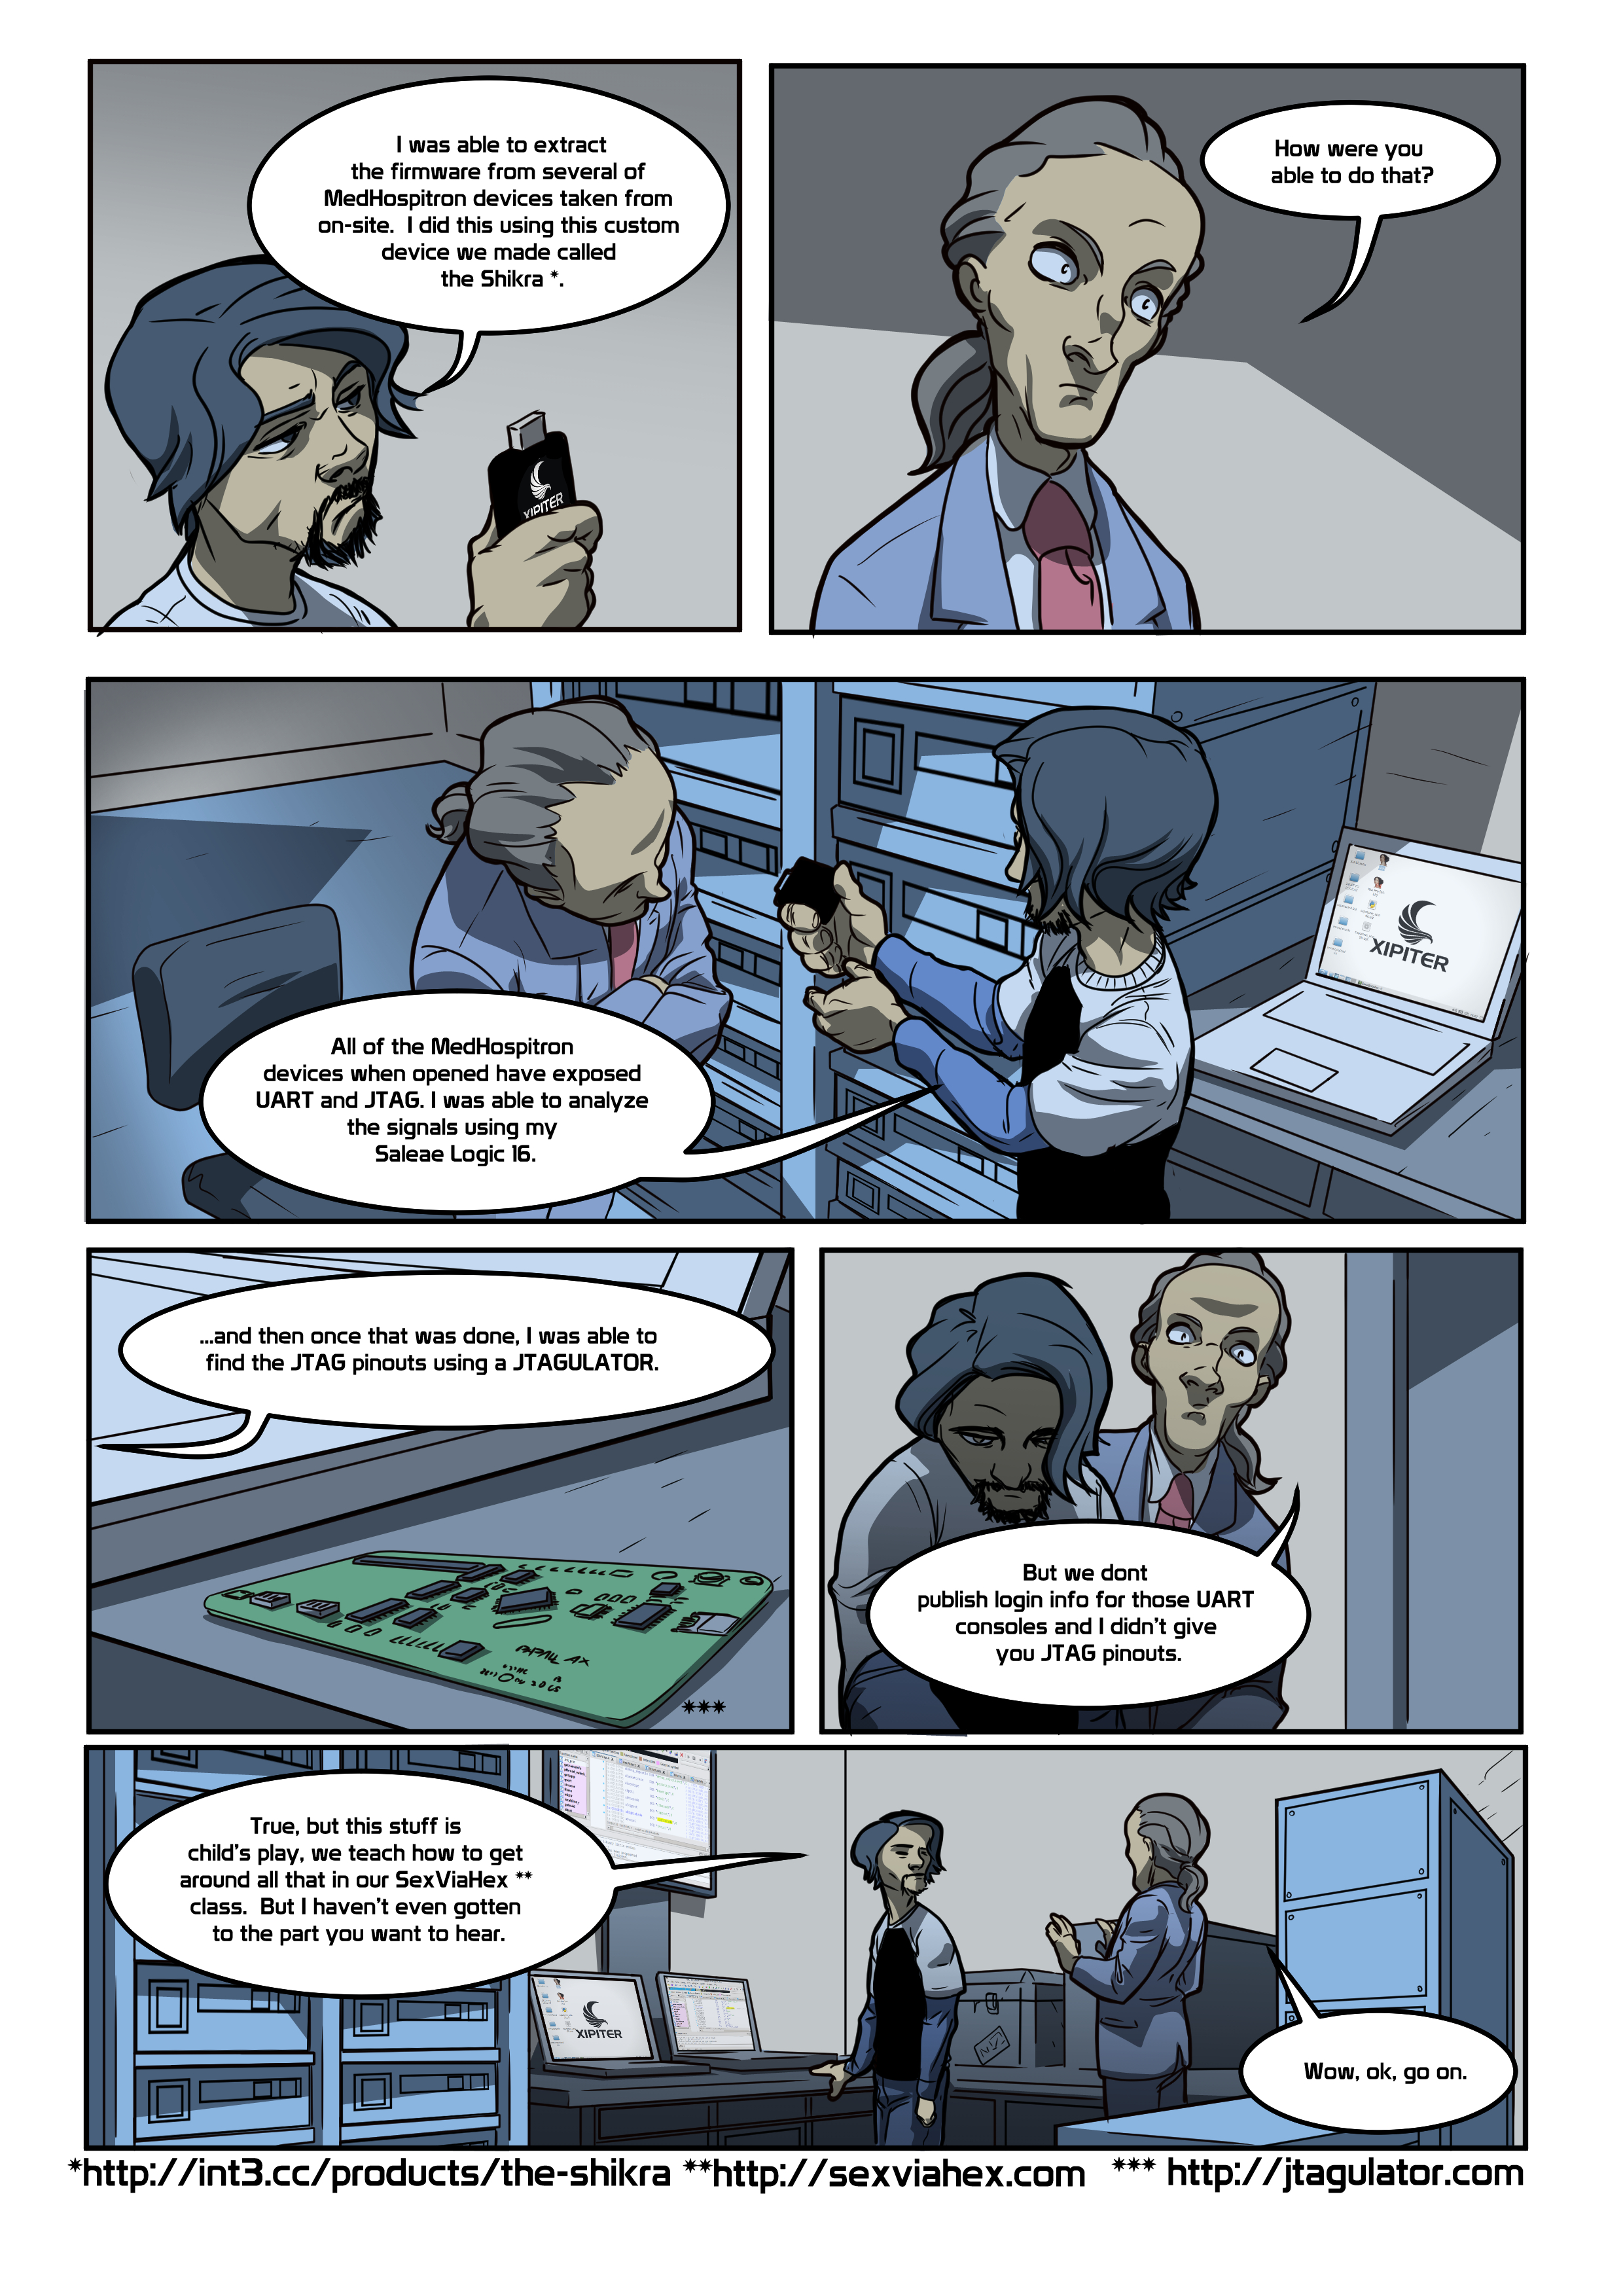 I was able to extract
the firmware from several of
MedHospitron devices taken from
on-site. I did this using this custom
device we made called
the Shikra *.
XIPITER
How were you
able to do that?
XIPITER
All of the MedHospitron
devices when opened have exposed
UART and JTAG. I was able to analyze
the signals using my
Saleae Logic 16.
...and then once that was done, I was able to
find the JTAG pinouts using a JTAGULATOR.
***
But we dont
publish login info for those UART
consoles and I didn't give
you JTAG pinouts.
True, but this stuff is
child's play, we teach how to get
around all that in our SexViaHex **
class. But I haven't even gotten
to the part you want to hear.
XIPITER
Wow, ok, go on.
*http://int3.cc/products/the-shikra **http://sexviahex.com *** http://jtagulator.com